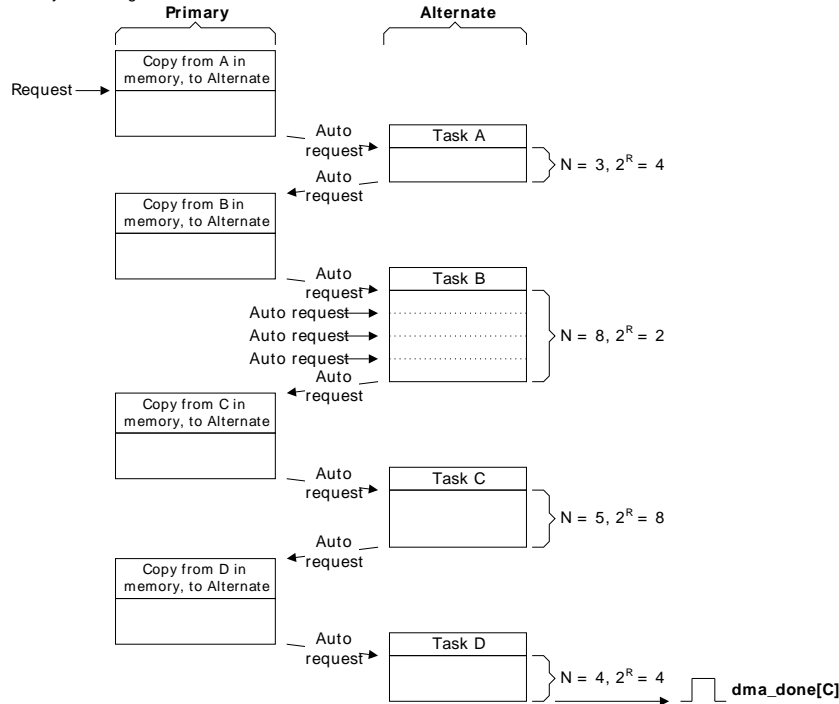 Primary Alternate
Copy from A in
memory, to Alternate
Request
Auto
request
Task A
N = 3, 2^R = 4
Auto
request
Copy from B in
memory, to Alternate
Auto
request
Task B
Auto request
Auto request
Auto request
N = 8, 2^R = 2
Auto
request
Copy from C in
memory, to Alternate
Auto
request
Task C
N = 5, 2^R = 8
Auto
request
Copy from D in
memory, to Alternate
Auto
request
Task D
N = 4, 2^R = 4
dma_done[C]